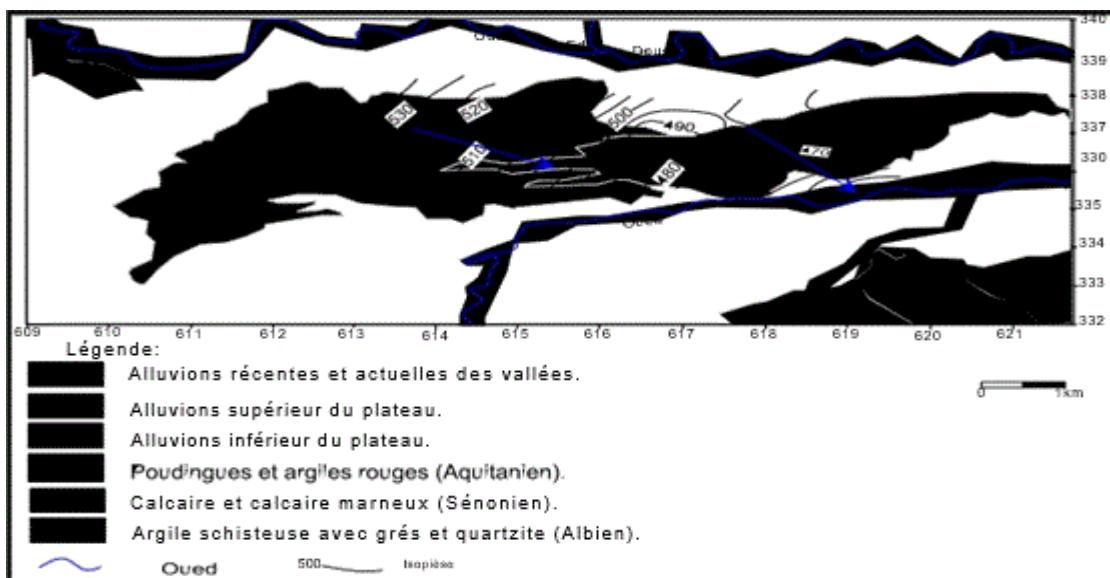 340
339
338
337
330
335
334
333
332
530
520
500
490
510
480
470
609 610 611 612 613 614 615 616 617 618 619 620 621
Légende:
Alluvions récentes et actuelles des vallées.
Alluvions supérieur du plateau.
Alluvions inférieur du plateau.
Poudingues et argiles rouges (Aquitanien).
Calcaire et calcaire marneux (Sénonien).
Argile schisteuse avec grés et quartzite (Albien).
Oued
500
Isopièse
0 1km